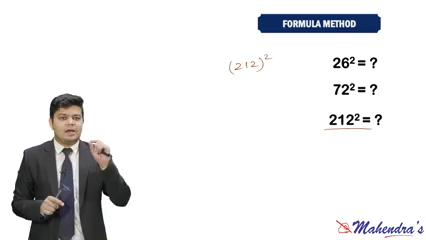 FORMULA METHOD
(212)²
26² = ?
72² = ?
212² = ?
Mahendra's